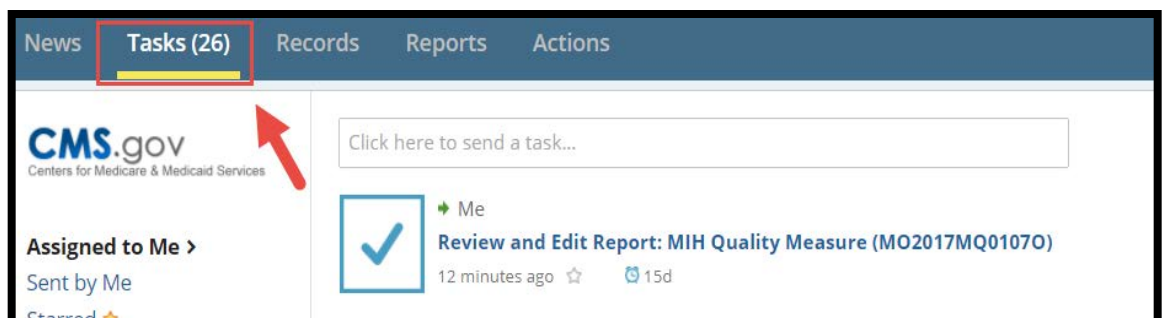 News Tasks (26) Records Reports Actions
CMS.gov
Centers for Medicare & Medicaid Services
Click here to send a task...
Me
Review and Edit Report: MIH Quality Measure (MO2017MQ0107O)
12 minutes ago 15d
Assigned to Me >
Sent by Me
Starred